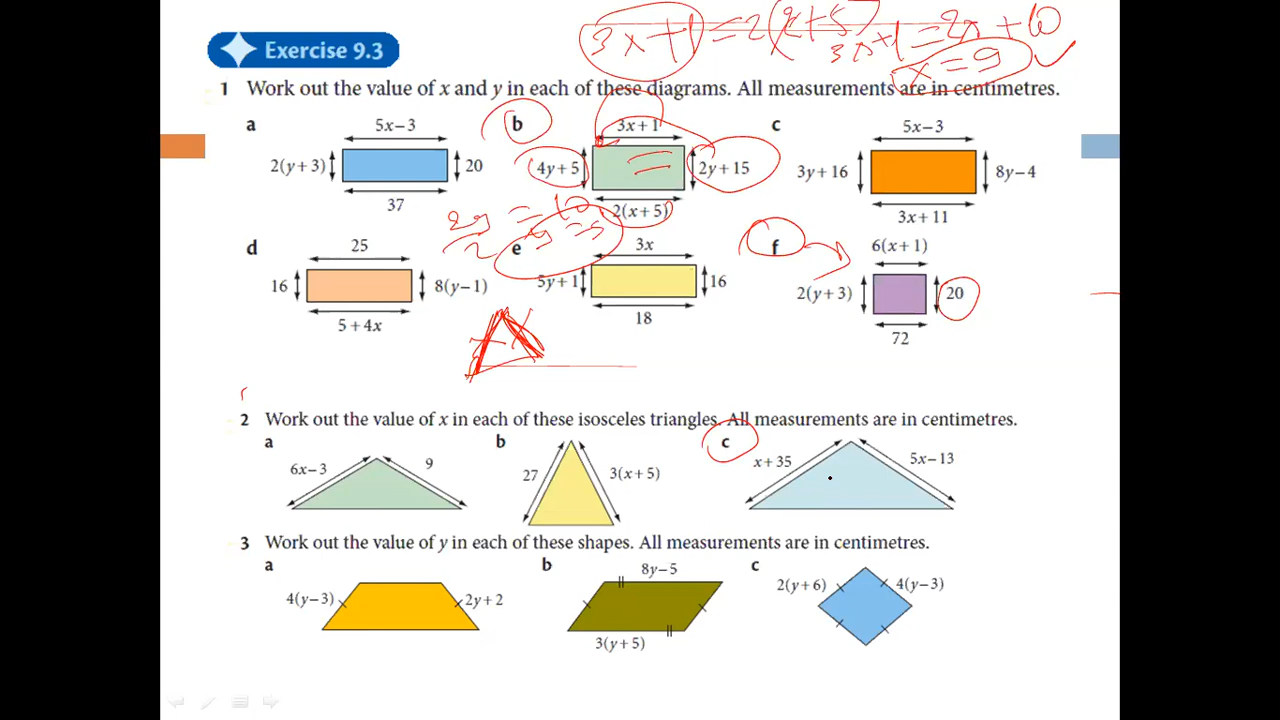 3x+1 = 2(x+5)
3x+1 = 2x+10
x = 9
Exercise 9.3
1 Work out the value of x and y in each of these diagrams. All measurements are in centimetres.
a 5x−3 2(y+3) 20 37
b 3x+1 4y+5 2y+15 2(x+5)
c 5x−3 3y+16 8y−4 3x+11
2y = 10
2
y = 5
d 25 16 8(y−1) 5+4x
e 3x 5y+1 16 18
f 6(x+1) 2(y+3) 20 72
2 Work out the value of x in each of these isosceles triangles. All measurements are in centimetres.
a 6x−3 9
b 27 3(x+5)
c x+35 5x−13
3 Work out the value of y in each of these shapes. All measurements are in centimetres.
a 4(y−3) 2y+2
b 8y−5 3(y+5)
c 2(y+6) 4(y−3)